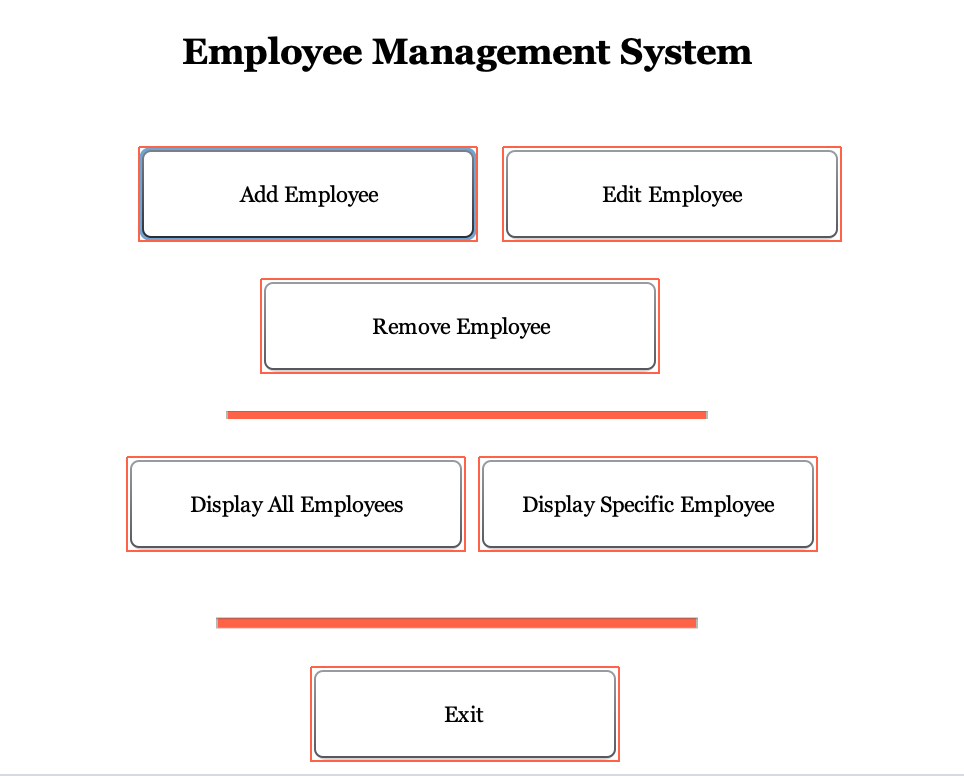 Employee Management System
Add Employee
Edit Employee
Remove Employee
Display All Employees
Display Specific Employee
Exit